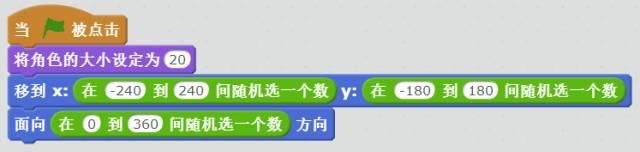 当 被点击
将角色的大小设定为 20
移到 x: 在 -240 到 240 间随机选一个数 y: 在 -180 到 180 间随机选一个数
面向 在 0 到 360 间随机选一个数 方向